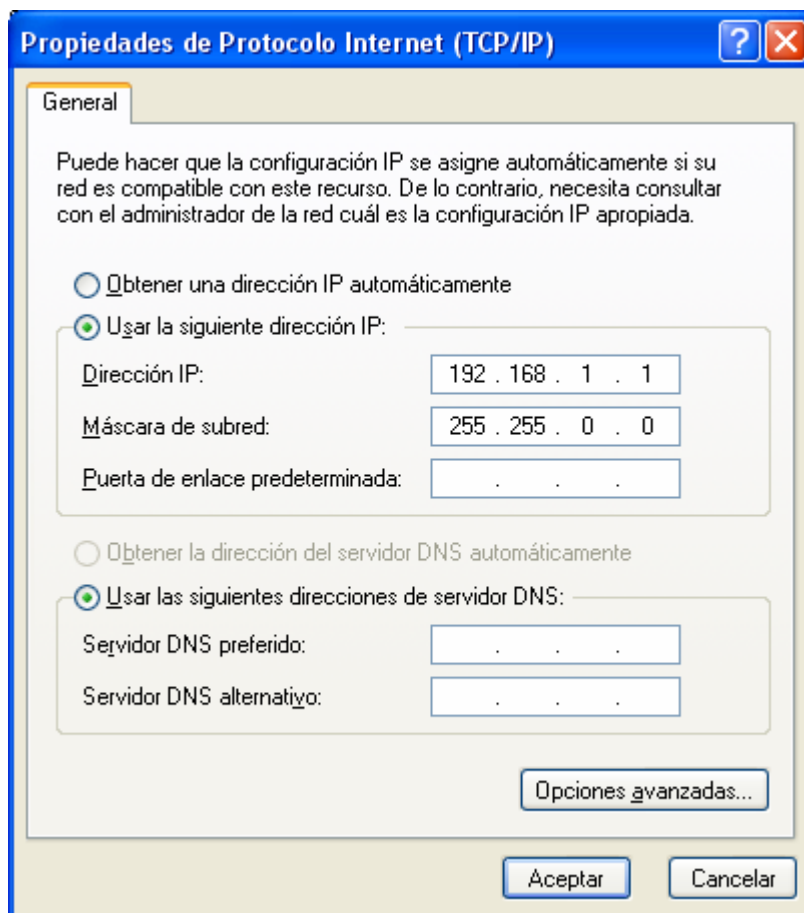 Propiedades de Protocolo Internet (TCP/IP)
General
Puede hacer que la configuración IP se asigne automáticamente si su
red es compatible con este recurso. De lo contrario, necesita consultar
con el administrador de la red cuál es la configuración IP apropiada.
Obtener una dirección IP automáticamente
Usar la siguiente dirección IP:
Dirección IP: 192 . 168 . 1 . 1
Máscara de subred: 255 . 255 . 0 . 0
Puerta de enlace predeterminada: . . .
Obtener la dirección del servidor DNS automáticamente
Usar las siguientes direcciones de servidor DNS:
Servidor DNS preferido: . . .
Servidor DNS alternativo: . . .
Opciones avanzadas...
Aceptar Cancelar